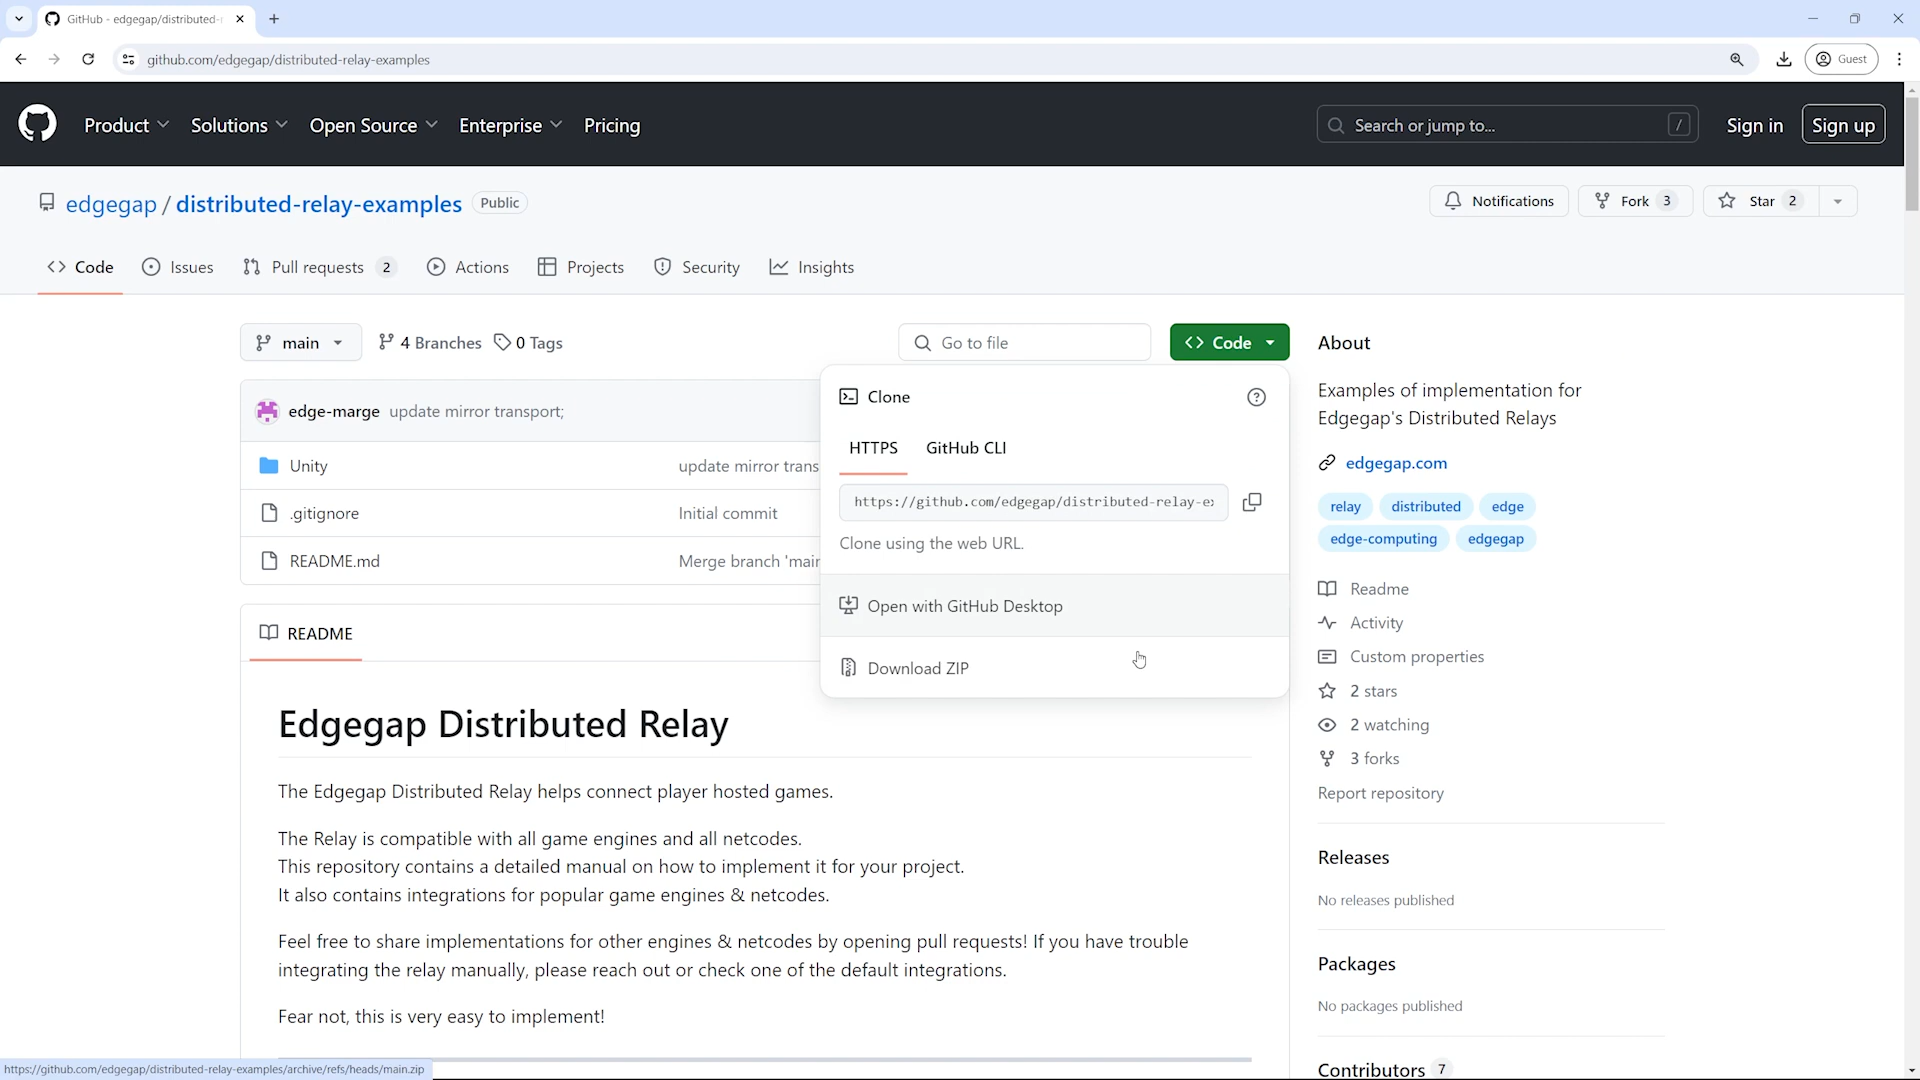 GitHub - edgegap/distributed-
github.com/edgegap/distributed-relay-examples
Guest
Product
Solutions
Open Source
Enterprise
Pricing
Search or jump to...
/
Sign in
Sign up
edgegap / distributed-relay-examples
Public
Notifications
Fork 3
Star 2
Code
Issues
Pull requests 2
Actions
Projects
Security
Insights
main
4 Branches
0 Tags
Go to file
Code
edge-marge update mirror transport;
Unity
update mirror trans
.gitignore
Initial commit
README.md
Merge branch 'main
Clone
HTTPS
GitHub CLI
https://github.com/edgegap/distributed-relay-ex
Clone using the web URL.
Open with GitHub Desktop
Download ZIP
README
Edgegap Distributed Relay
The Edgegap Distributed Relay helps connect player hosted games.
The Relay is compatible with all game engines and all netcodes.
This repository contains a detailed manual on how to implement it for your project.
It also contains integrations for popular game engines & netcodes.
Feel free to share implementations for other engines & netcodes by opening pull requests! If you have trouble
integrating the relay manually, please reach out or check one of the default integrations.
Fear not, this is very easy to implement!
About
Examples of implementation for
Edgegap's Distributed Relays
edgegap.com
relay
distributed
edge
edge-computing
edgegap
Readme
Activity
Custom properties
2 stars
2 watching
3 forks
Report repository
Releases
No releases published
Packages
No packages published
Contributors 7
https://github.com/edgegap/distributed-relay-examples/archive/refs/heads/main.zip